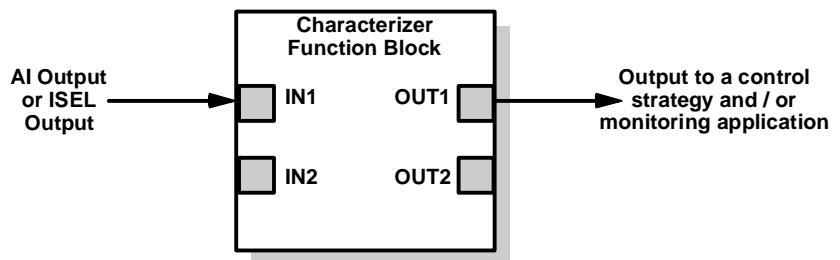 Characterizer
Function Block
AI Output
or ISEL
Output
IN1
OUT1
Output to a control
strategy and / or
monitoring application
IN2
OUT2